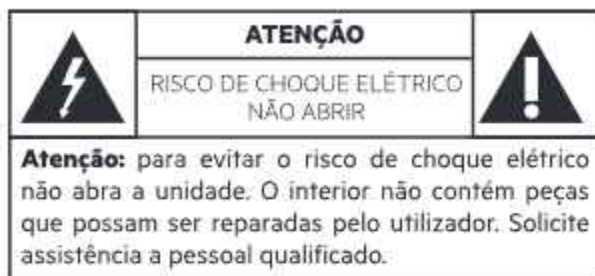 ATENÇÃO
RISCO DE CHOQUE ELÉTRICO
NÃO ABRIR
Atenção: para evitar o risco de choque elétrico
não abra a unidade. O interior não contém peças
que possam ser reparadas pelo utilizador. Solicite
assistência a pessoal qualificado.